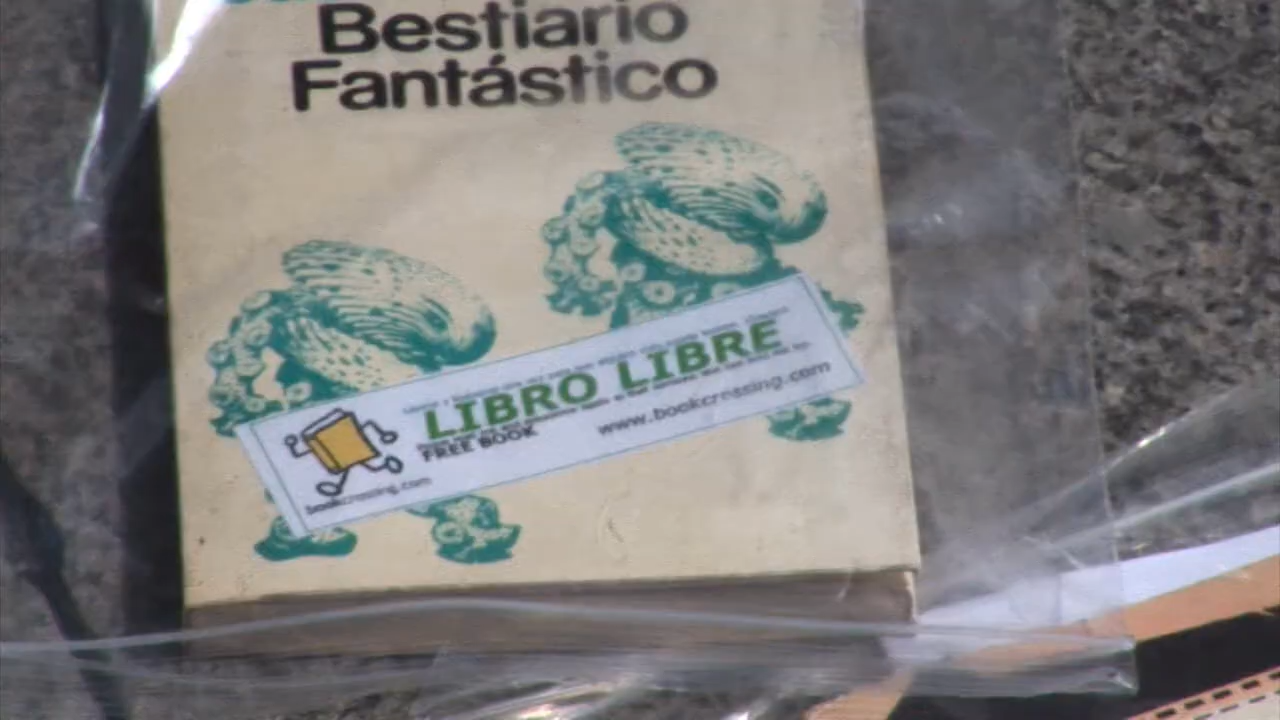 Bestiario
Fantástico
LIBRO LIBRE
FREE BOOK
www.bookcrossing.com
bookcrossing.com